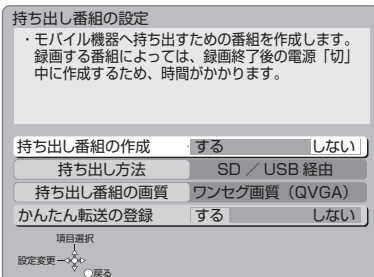 持ち出し番組の設定
・モバイル機器へ持ち出すための番組を作成します。
録画する番組によっては、録画終了後の電源「切」
中に作成するため、時間がかかります。
持ち出し番組の作成 する しない
持ち出し方法 SD ／ USB 経由
持ち出し番組の画質 ワンセグ画質（QVGA）
かんたん転送の登録 する しない
項目選択
設定変更
戻る